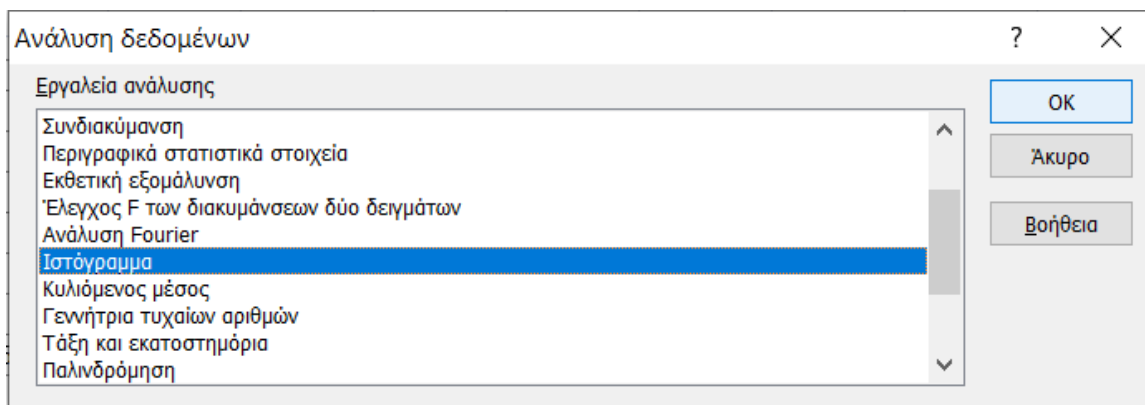 Ανάλυση δεδομένων ?
Εργαλεία ανάλυσης
Συνδιακύμανση
Περιγραφικά στατιστικά στοιχεία
Εκθετική εξομάλυνση
Έλεγχος F των διακυμάνσεων δύο δειγμάτων
Ανάλυση Fourier
Ιστόγραμμα
Κυλιόμενος μέσος
Γεννήτρια τυχαίων αριθμών
Τάξη και εκατοστημόρια
Παλινδρόμηση
OK
Άκυρο
Βοήθεια